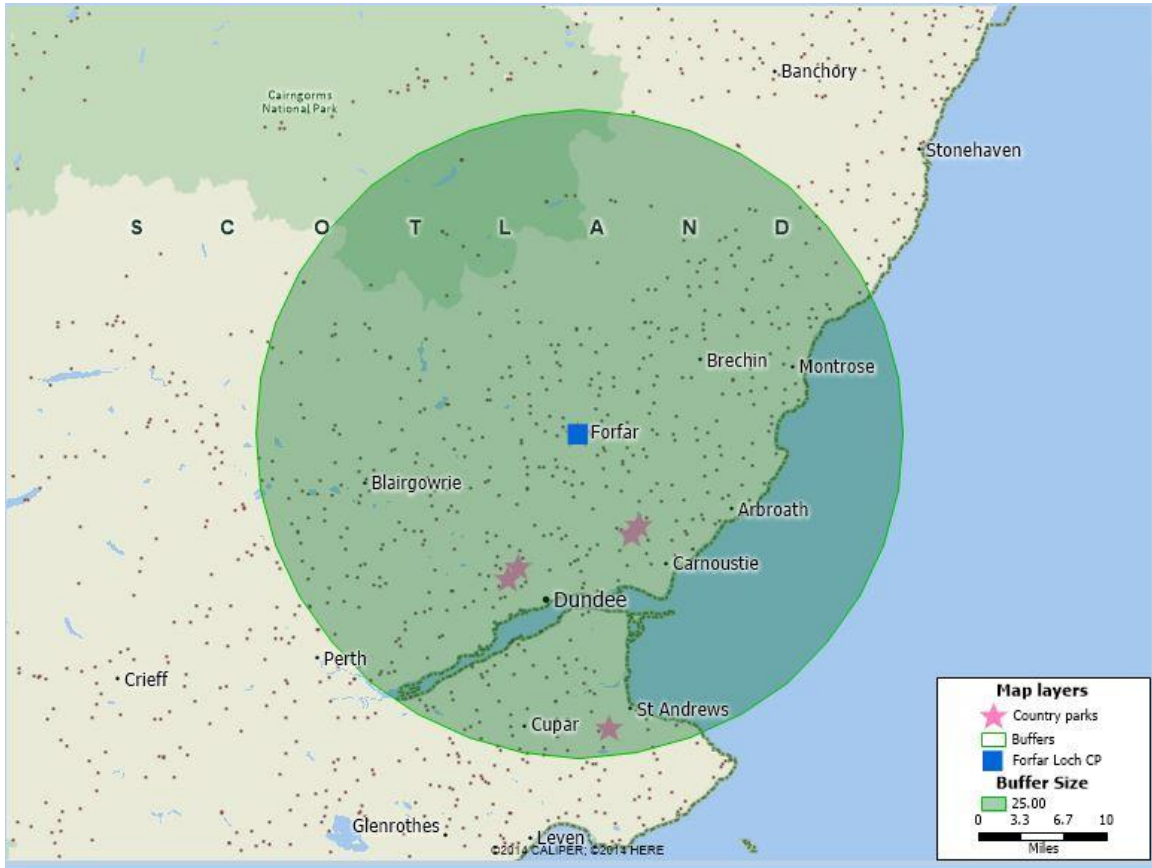 Banchory
Cairngorms
National Park
Stonehaven
S C O T L A N D
Brechin
Montrose
Forfar
Blairgowrie
Arbroath
Carnoustie
Dundee
Perth
Crieff
St Andrews
Cupar
Glenrothes
Leven
©2014 CALIPER; ©2014 HERE
Map layers
Country parks
Buffers
Forfar Loch CP
Buffer Size
25.00
0 3.3 6.7 10
Miles